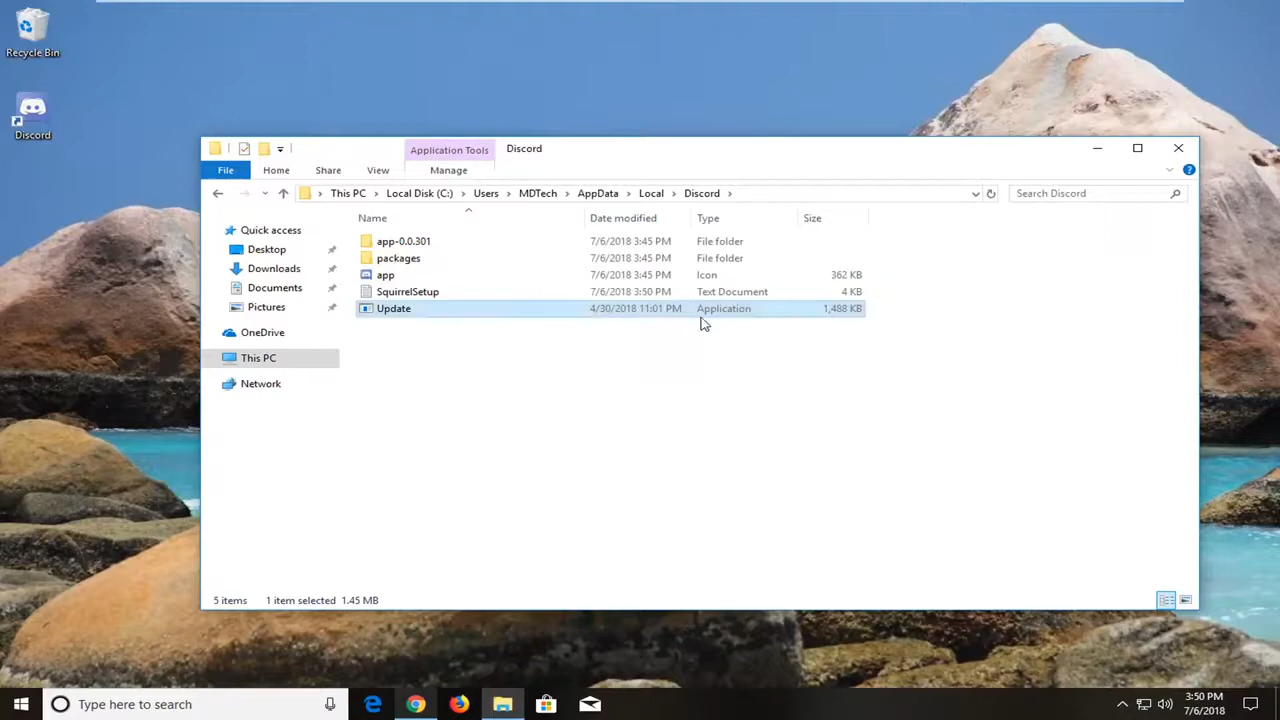 Recycle Bin
Discord
Application Tools
Discord
File
Home
Share
View
Manage
This PC
Local Disk (C:)
Users
MDTech
AppData
Local
Discord
Search Discord
Quick access
Desktop
Downloads
Documents
Pictures
OneDrive
This PC
Network
Name Date modified Type Size
app-0.0.301 7/6/2018 3:45 PM File folder
packages 7/6/2018 3:45 PM File folder
app 7/6/2018 3:45 PM Icon 362 KB
SquirrelSetup 7/6/2018 3:50 PM Text Document 4 KB
Update 4/30/2018 11:01 PM Application 1,488 KB
5 items 1 item selected 1.45 MB
Type here to search
3:50 PM
7/6/2018